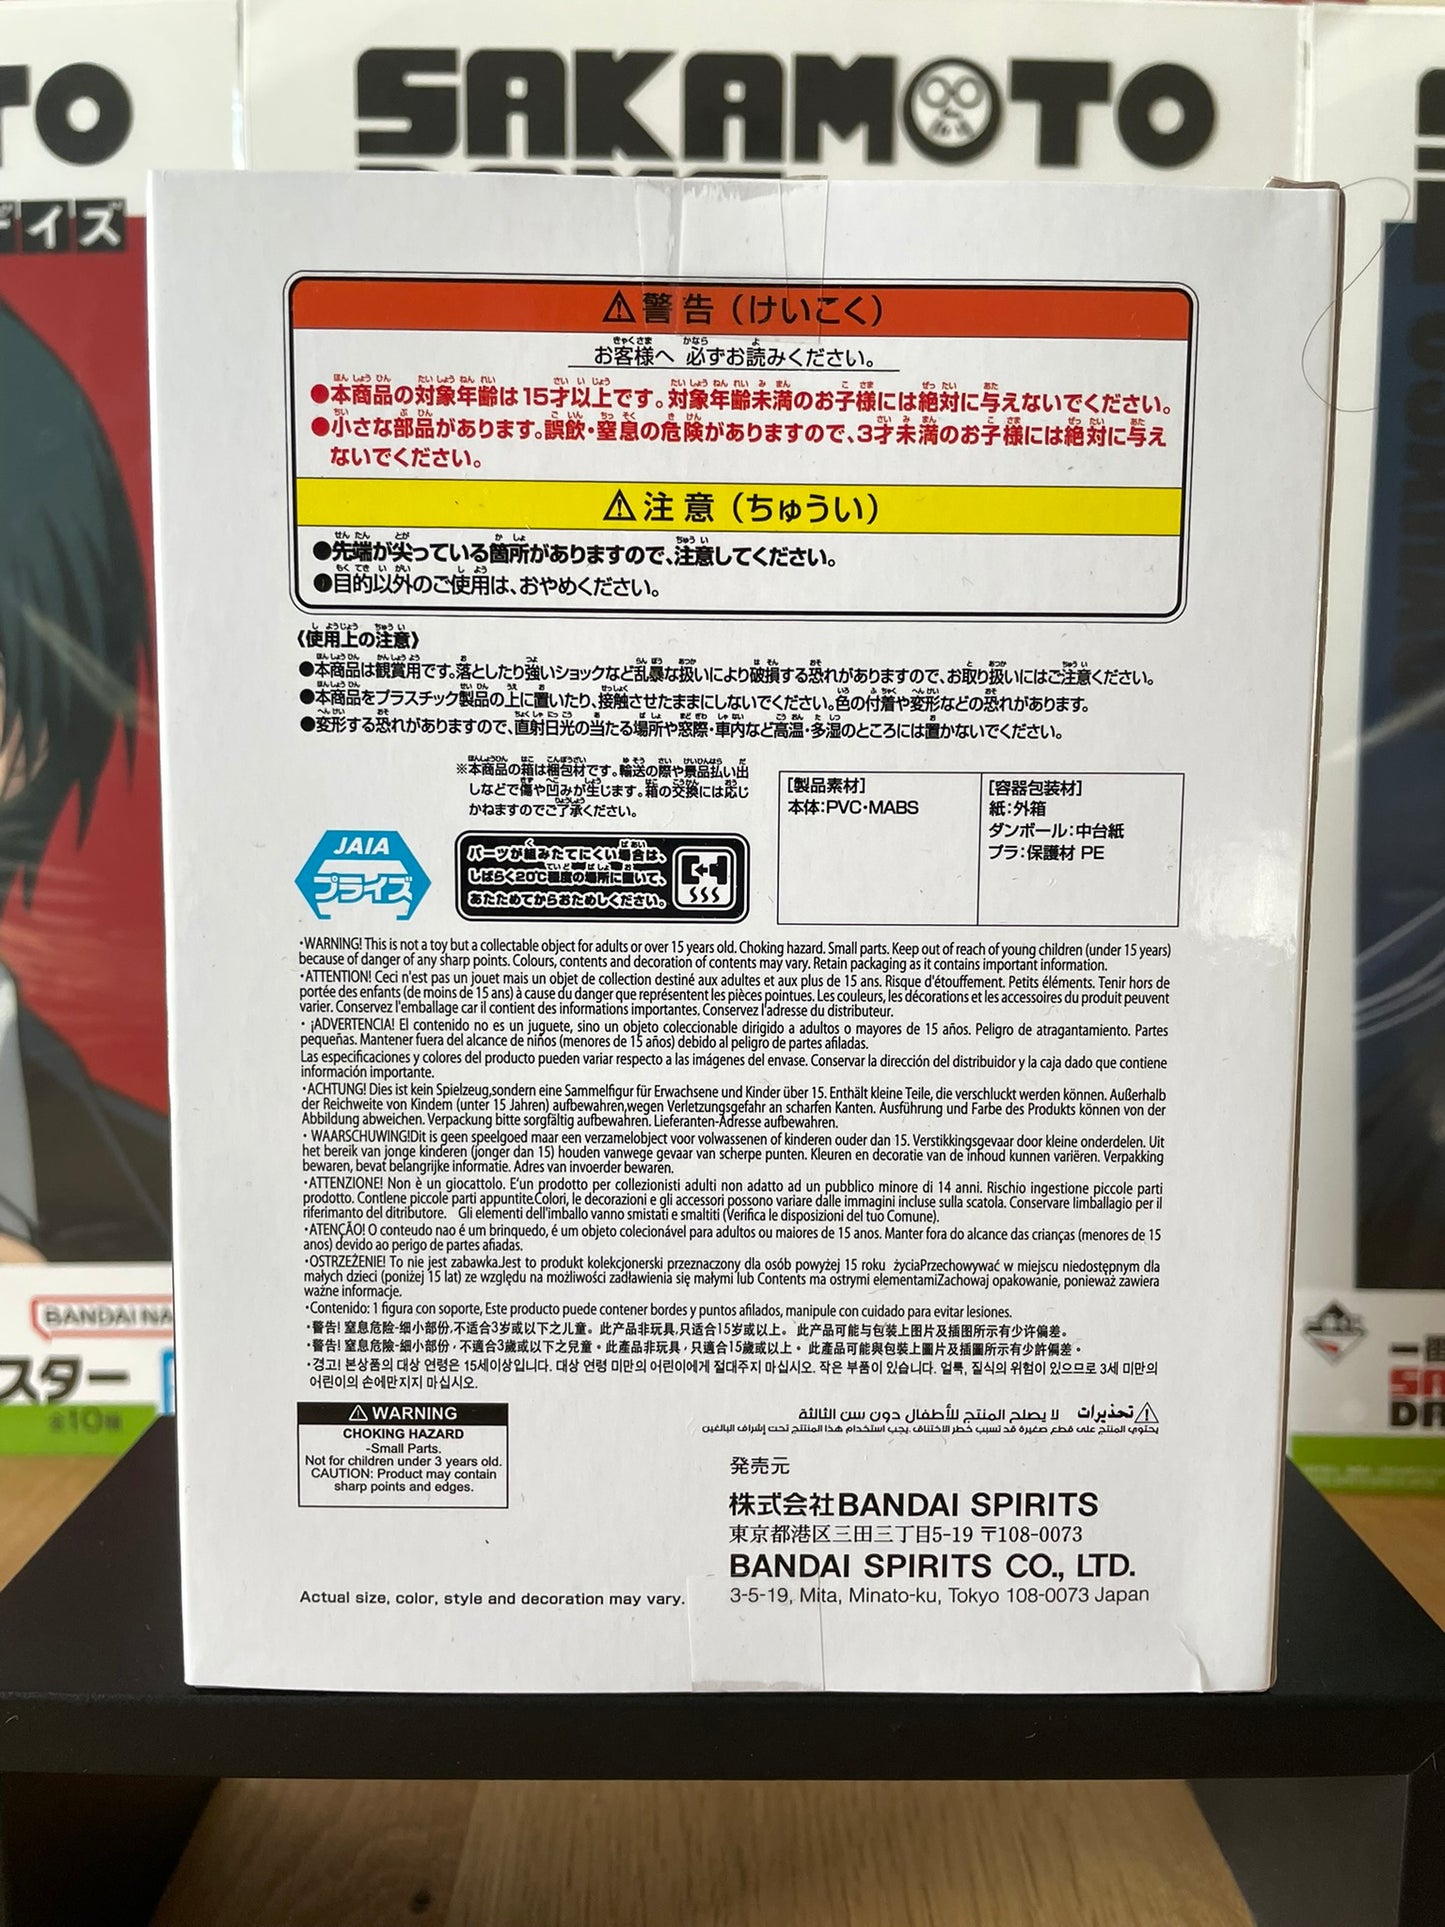 SAKAMOTO
TO
デイズ
⚠警告（けいこく）
お客様へ 必ずお読みください。
●本商品の対象年齢は15才以上です。対象年齢未満のお子様には絶対に与えないでください。
●小さな部品があります。誤飲・窒息の危険がありますので、3才未満のお子様には絶対に与え
ないでください。
⚠注意（ちゅうい）
●先端が尖っている箇所がありますので、注意してください。
●目的以外のご使用は、おやめください。
《使用上の注意》
●本商品は観賞用です。落としたり強いショックなど乱暴な扱いにより破損する恐れがありますので、お取り扱いにはご注意ください。
●本商品をプラスチック製品の上に置いたり、接触させたままにしないでください。色の付着や変形などの恐れがあります。
●変形する恐れがありますので、直射日光の当たる場所や窓際・車内など高温・多湿のところには置かないでください。
※本商品の箱は梱包材です。輸送の際や景品払い出
しなどで傷や凹みが生じます。箱の交換には応じ
かねますのでご了承ください。
[製品素材]
本体:PVC・MABS
[容器包装材]
紙:外箱
ダンボール:中台紙
プラ:保護材 PE
JAIA
プライズ
パーツが組みたてにくい場合は、
しばらく20℃程度の場所に置いて、
あたためてからおためしください。
・WARNING! This is not a toy but a collectable object for adults or over 15 years old. Choking hazard. Small parts. Keep out of reach of young children (under 15 years)
because of danger of any sharp points. Colours, contents and decoration of contents may vary. Retain packaging as it contains important information.
・ATTENTION! Ceci n'est pas un jouet mais un objet de collection destiné aux adultes et aux plus de 15 ans. Risque d'étouffement. Petits éléments. Tenir hors de
portée des enfants (de moins de 15 ans) à cause du danger que représentent les pièces pointues. Les couleurs, les décorations et les accessoires du produit peuvent
varier. Conservez l'emballage car il contient des informations importantes. Conservez l'adresse du distributeur.
・ ¡ADVERTENCIA! El contenido no es un juguete, sino un objeto coleccionable dirigido a adultos o mayores de 15 años. Peligro de atragantamiento. Partes
pequeñas. Mantener fuera del alcance de niños (menores de 15 años) debido al peligro de partes afiladas.
Las especificaciones y colores del producto pueden variar respecto a las imágenes del envase. Conservar la dirección del distribuidor y la caja dado que contiene
información importante.
・ACHTUNG! Dies ist kein Spielzeug,sondern eine Sammelfigur für Erwachsene und Kinder über 15. Enthält kleine Teile, die verschluckt werden können. Außerhalb
der Reichweite von Kindern (unter 15 Jahren) aufbewahren,wegen Verletzungsgefahr an scharfen Kanten. Ausführung und Farbe des Produkts können von der
Abbildung abweichen. Verpackung bitte sorgfältig aufbewahren. Lieferanten-Adresse aufbewahren.
・ WAARSCHUWING!Dit is geen speelgoed maar een verzamelobject voor volwassenen of kinderen ouder dan 15. Verstikkingsgevaar door kleine onderdelen. Uit
het bereik van jonge kinderen (jonger dan 15) houden vanwege gevaar van scherpe punten. Kleuren en decoratie van de inhoud kunnen variëren. Verpakking
bewaren, bevat belangrijke informatie. Adres van invoerder bewaren.
・ATTENZIONE! Non è un giocattolo. E'un prodotto per collezionisti adulti non adatto ad un pubblico minore di 14 anni. Rischio ingestione piccole parti
prodotto. Contlene piccole parti appuntite.Colori, le decorazioni e gli accessori possono variare dalle immagini incluse sulla scatola. Conservare limballagio per il
riferimanto del ditributore. Gli elementi dell'imballo vanno smistati e smaltiti (Verifica le disposizioni del tuo Comune).
・ATENÇÃO! O conteudo nao é um brinquedo, é um objeto colecionável para adultos ou maiores de 15 anos. Manter fora do alcance das crianças (menores de 15
anos) devido ao perigo de partes afiadas.
・OSTRZEŻENIE! To nie jest zabawka.Jest to produkt kolekcjonerski przeznaczony dla osób powyżej 15 roku życiaPrzechowywać w miejscu niedostępnym dla
małych dzieci (poniżej 15 lat) ze względu na możliwości zadławienia się małymi lub Contents ma ostrymi elementamiZachowaj opakowanie, ponieważ zawiera
ważne informacje.
・Contenido: 1 figura con soporte, Este producto puede contener bordes y puntos afilados, manipule con cuidado para evitar lesiones.
・警告! 窒息危险-细小部份,不适合3岁或以下之儿童。此产品非玩具,只适合15岁或以上。 此产品可能与包装上图片及插图所示有少许偏差。
・警告! 窒息危險-細小部份,不適合3歲或以下之兒童。此產品非玩具,只適合15歲或以上。 此產品可能與包裝上圖片及插圖所示有少許偏差。
・경고! 본상품의 대상 연령은 15세이상입니다. 대상 연령 미만의 어린이에게 절대주지 마십시오. 작은 부품이 있습니다. 얼룩, 질식의 위험이 있으므로 3세 미만의
어린이의 손에만지지 마십시오.
⚠ WARNING
CHOKING HAZARD
-Small Parts.
Not for children under 3 years old.
CAUTION: Product may contain
sharp points and edges.
⚠تحذيرات لا يصلح المنتج للأطفال دون سن الثالثة
يحتوي المنتج على قطع صغيرة قد تسبب خطر الاختناق .يجب استخدام هذا المنتج تحت إشراف البالغين
発売元
株式会社BANDAI SPIRITS
東京都港区三田三丁目5-19 〒108-0073
BANDAI SPIRITS CO., LTD.
3-5-19, Mita, Minato-ku, Tokyo 108-0073 Japan
Actual size, color, style and decoration may vary.
BANDAI NA
スター
全10種
一番